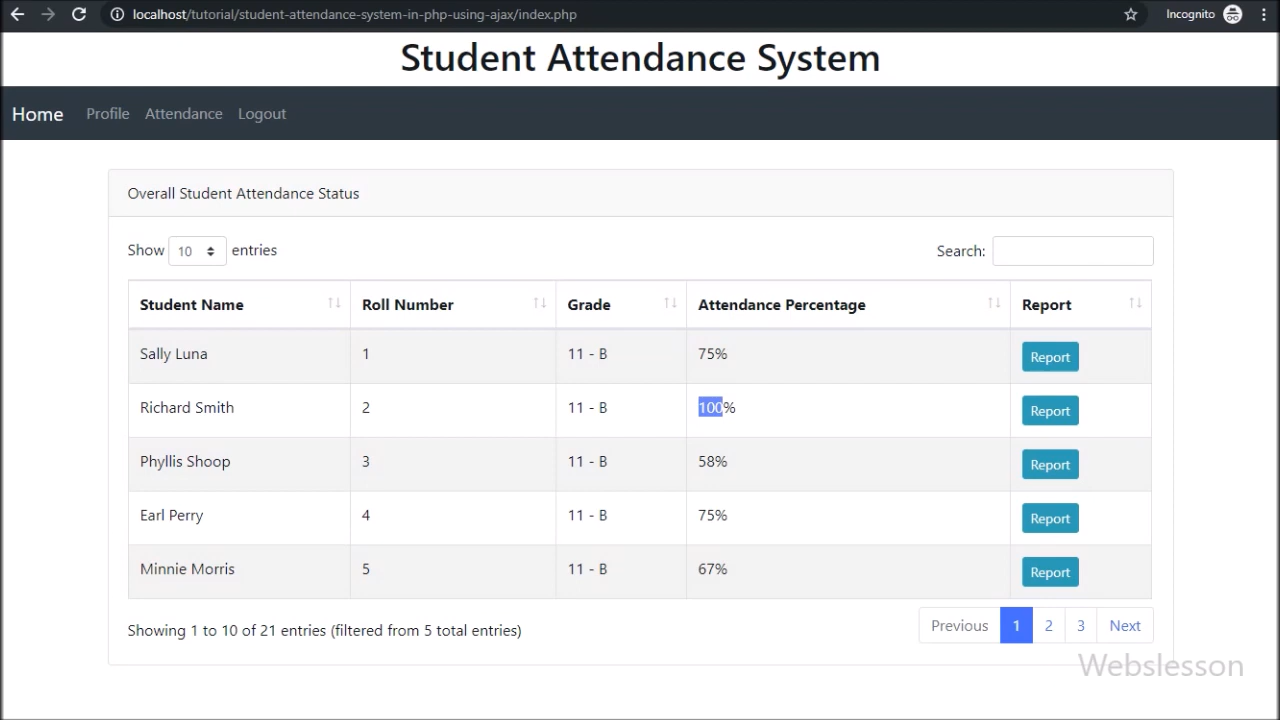 localhost/tutorial/student-attendance-system-in-php-using-ajax/index.php Incognito
Student Attendance System
Home Profile Attendance Logout
Overall Student Attendance Status
Show 10 entries Search:
Student Name Roll Number Grade Attendance Percentage Report
Sally Luna 1 11 - B 75% Report
Richard Smith 2 11 - B 100% Report
Phyllis Shoop 3 11 - B 58% Report
Earl Perry 4 11 - B 75% Report
Minnie Morris 5 11 - B 67% Report
Showing 1 to 10 of 21 entries (filtered from 5 total entries) Previous 1 2 3 Next
Webslesson